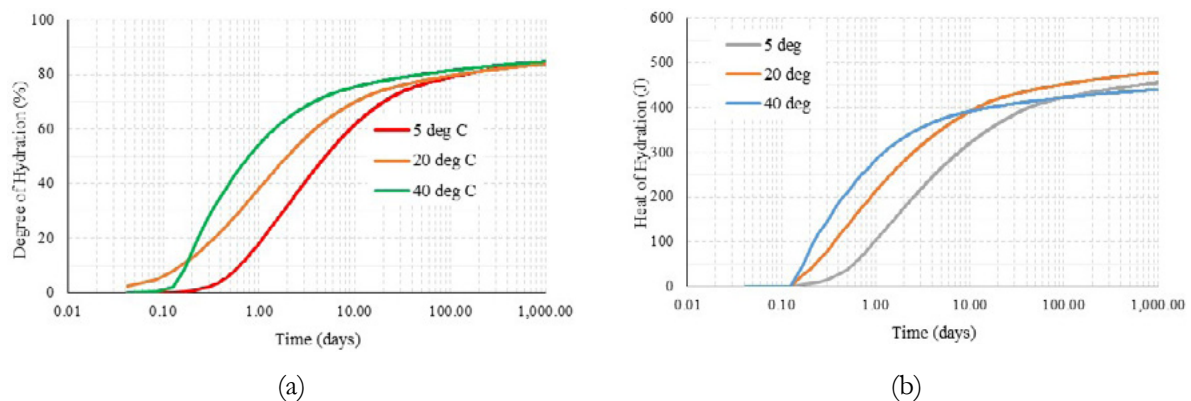 100
80
60
40
20
0
Degree of Hydration (%)
5 deg C
20 deg C
40 deg C
0.01 0.10 1.00 10.00 100.00 1,000.00
Time (days)
(a)
600
500
400
300
200
100
0
Heat of Hydration (J)
5 deg
20 deg
40 deg
0.01 0.10 1.00 10.00 100.00 1,000.00
Time (days)
(b)